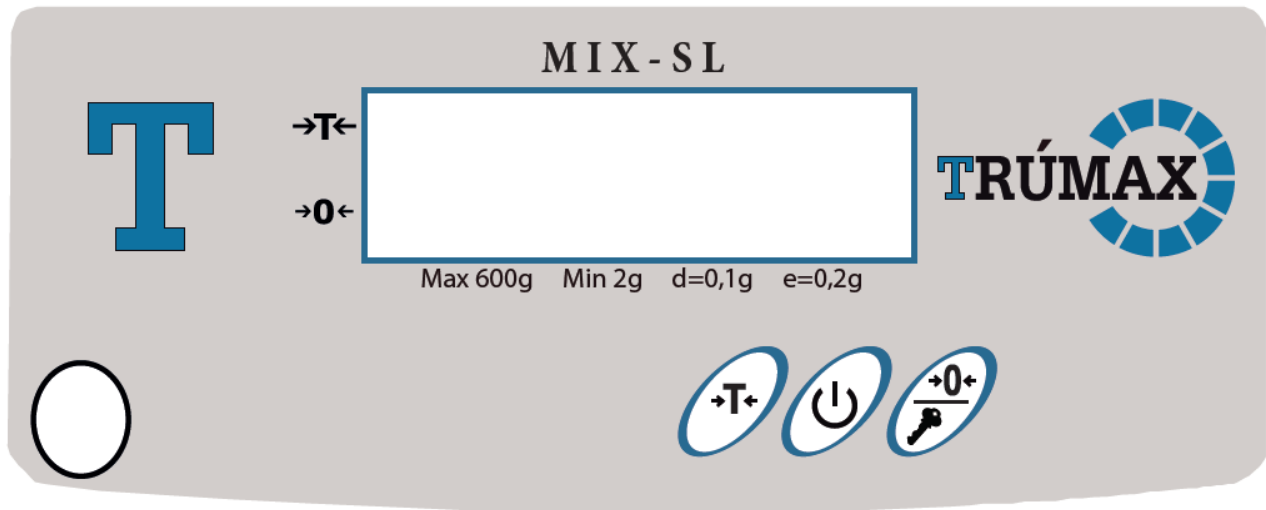 MIX-SL
T
→T←
TRÚMAX
→0←
Max 600g Min 2g d=0,1g e=0,2g
→T←
→0←